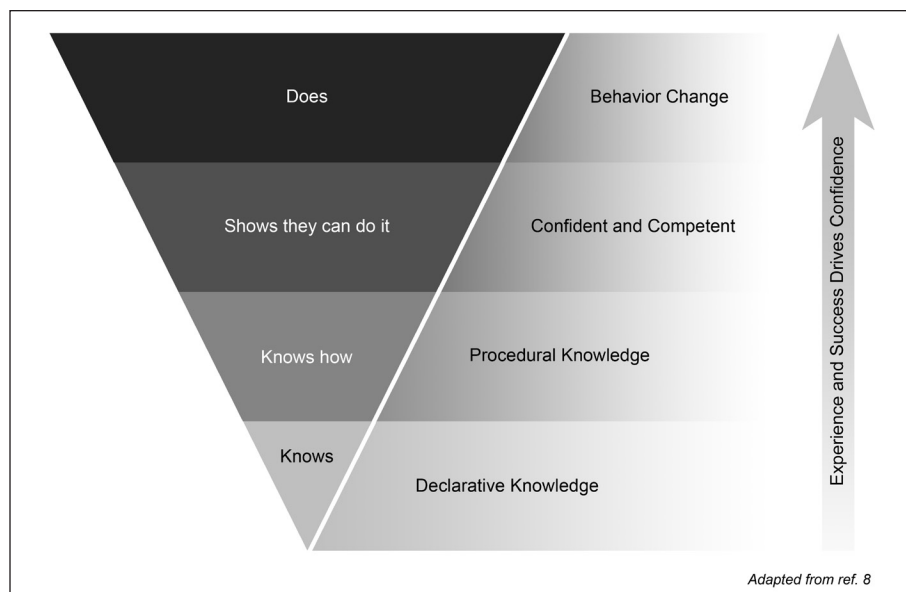 Does
Behavior Change
Shows they can do it
Confident and Competent
Knows how
Procedural Knowledge
Knows
Declarative Knowledge
Experience and Success Drives Confidence
Adapted from ref. 8